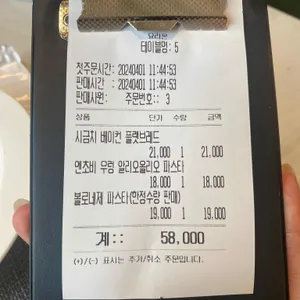 테이블명: 5
첫주문시간: 20240401 11:44:53
판매시간 : 20240401 11:44:53
판매사원: 주문번호:: 3
상품 단가 수량 금액
시금치 베이컨 플랫브레드
21,000 1 21,000
엔쵸비 우렁 알리오올리오 파스타
18,000 1 18,000
볼로네제 파스타(한정수량 판매)
19,000 1 19,000
계:: 58,000
(+)/(-) 표시는 추가/취소 주문입니다.